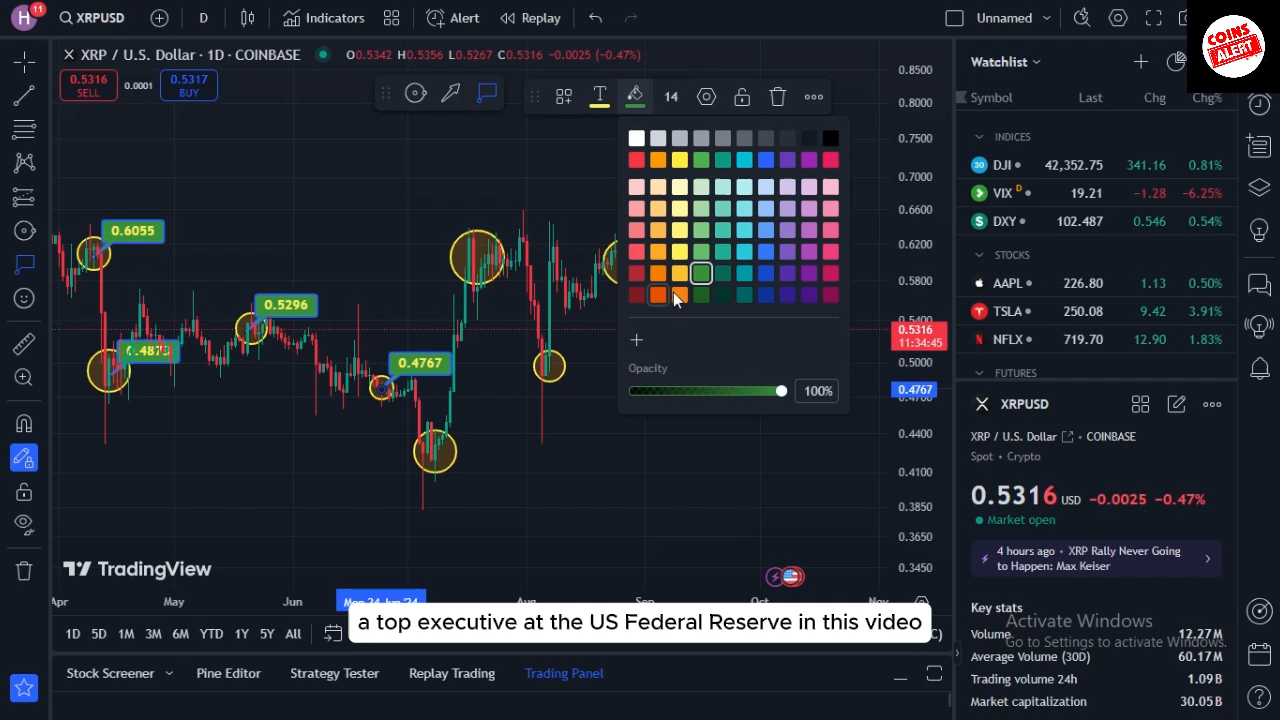 H
11
XRPUSD
D
Indicators
Alert
Replay
Unnamed
COINS
ALERT
XRP / U.S. Dollar · 1D · COINBASE
O0.5342 H0.5356 L0.5267 C0.5316 -0.0025 (-0.47%)
0.5316
SELL
0.0001
0.5317
BUY
T
14
0.8500
0.8000
0.7500
0.7000
0.6600
0.6200
0.5800
0.5316
11:34:45
0.5000
0.4767
0.4400
0.4100
0.3850
0.3650
0.3450
0.6055
0.4873
0.5296
0.4767
Opacity
100%
TradingView
Apr
May
Jun
Mon 24 Jun '24
Aug
Sep
Oct
Nov
a top executive at the US Federal Reserve in this video
1D 5D 1M 3M 6M YTD 1Y 5Y All
Stock Screener
Pine Editor
Strategy Tester
Replay Trading
Trading Panel
Watchlist
Symbol Last Chg Chg%
INDICES
DJI 42,352.75 341.16 0.81%
VIX D 19.21 -1.28 -6.25%
DXY 102.487 0.546 0.54%
STOCKS
AAPL 226.80 1.13 0.50%
TSLA 250.08 9.42 3.91%
NFLX 719.70 12.90 1.83%
FUTURES
XRPUSD
XRP / U.S. Dollar · COINBASE
Spot · Crypto
0.5316 USD -0.0025 -0.47%
Market open
4 hours ago · XRP Rally Never Going
to Happen: Max Keiser
Key stats
Volume 12.27M
Average Volume (30D) 60.17M
Trading volume 24h 1.09B
Market capitalization 30.05B
Activate Windows
Go to Settings to activate Windows.